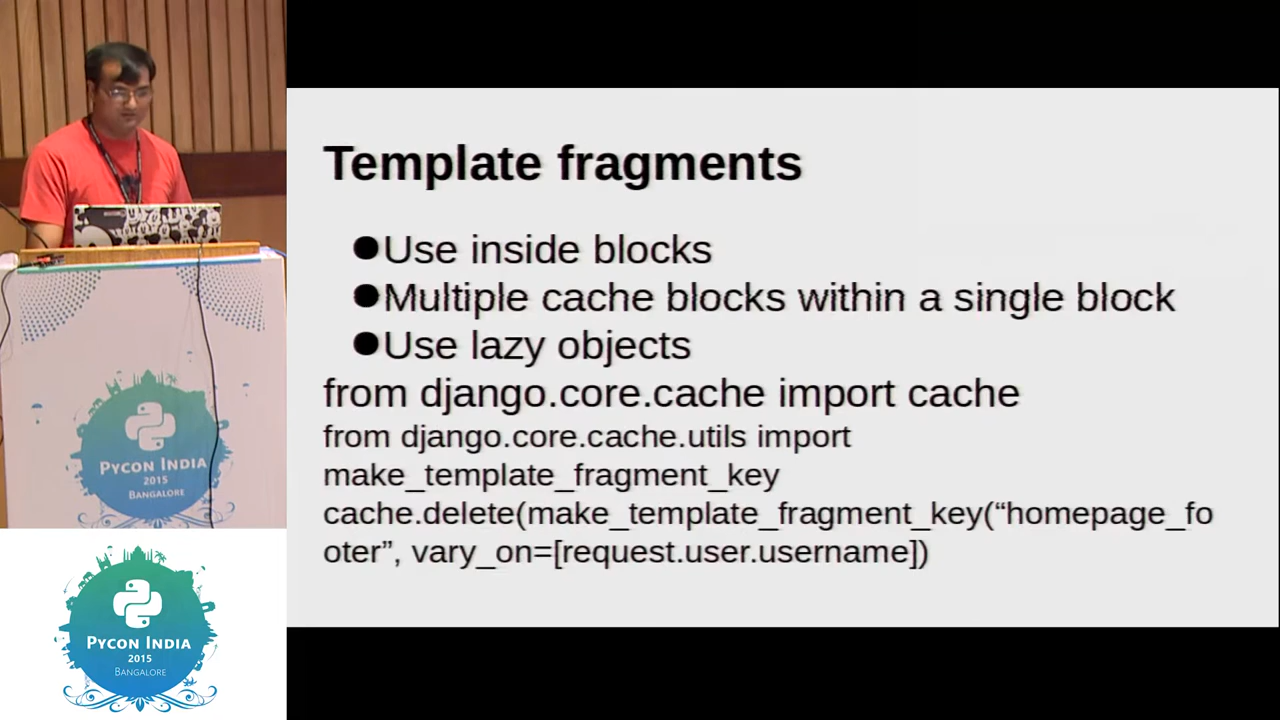 Template fragments
●Use inside blocks
●Multiple cache blocks within a single block
●Use lazy objects
from django.core.cache import cache
from django.core.cache.utils import
make_template_fragment_key
cache.delete(make_template_fragment_key(“homepage_fo
oter”, vary_on=[request.user.username])
PYCON INDIA
2015
BANGALORE
PYCON INDIA
2015
BANGALORE